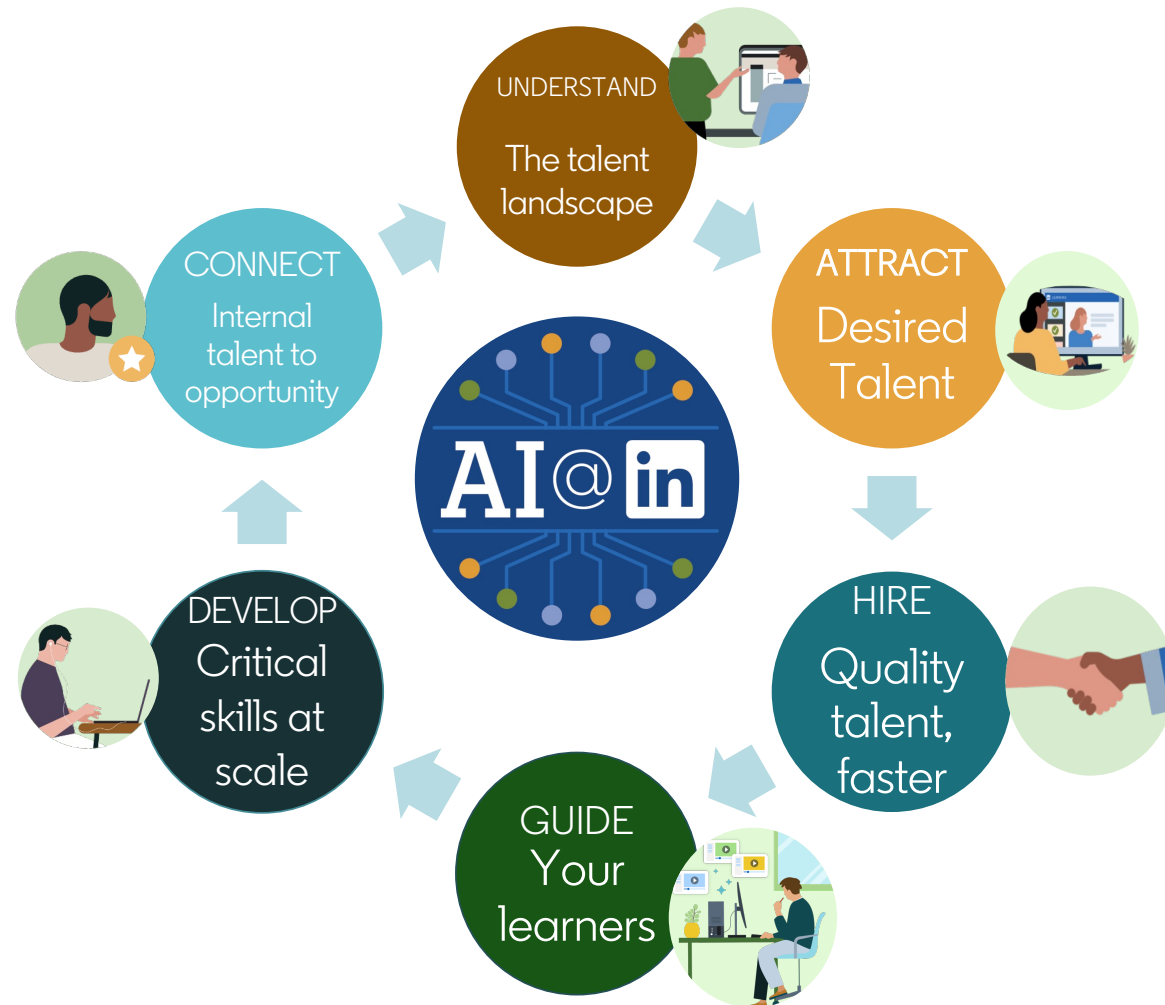 UNDERSTAND
The talent
landscape
ATTRACT
Desired
Talent
HIRE
Quality
talent,
faster
GUIDE
Your
learners
DEVELOP
Critical
skills at
scale
CONNECT
Internal
talent to
opportunity
AI@in